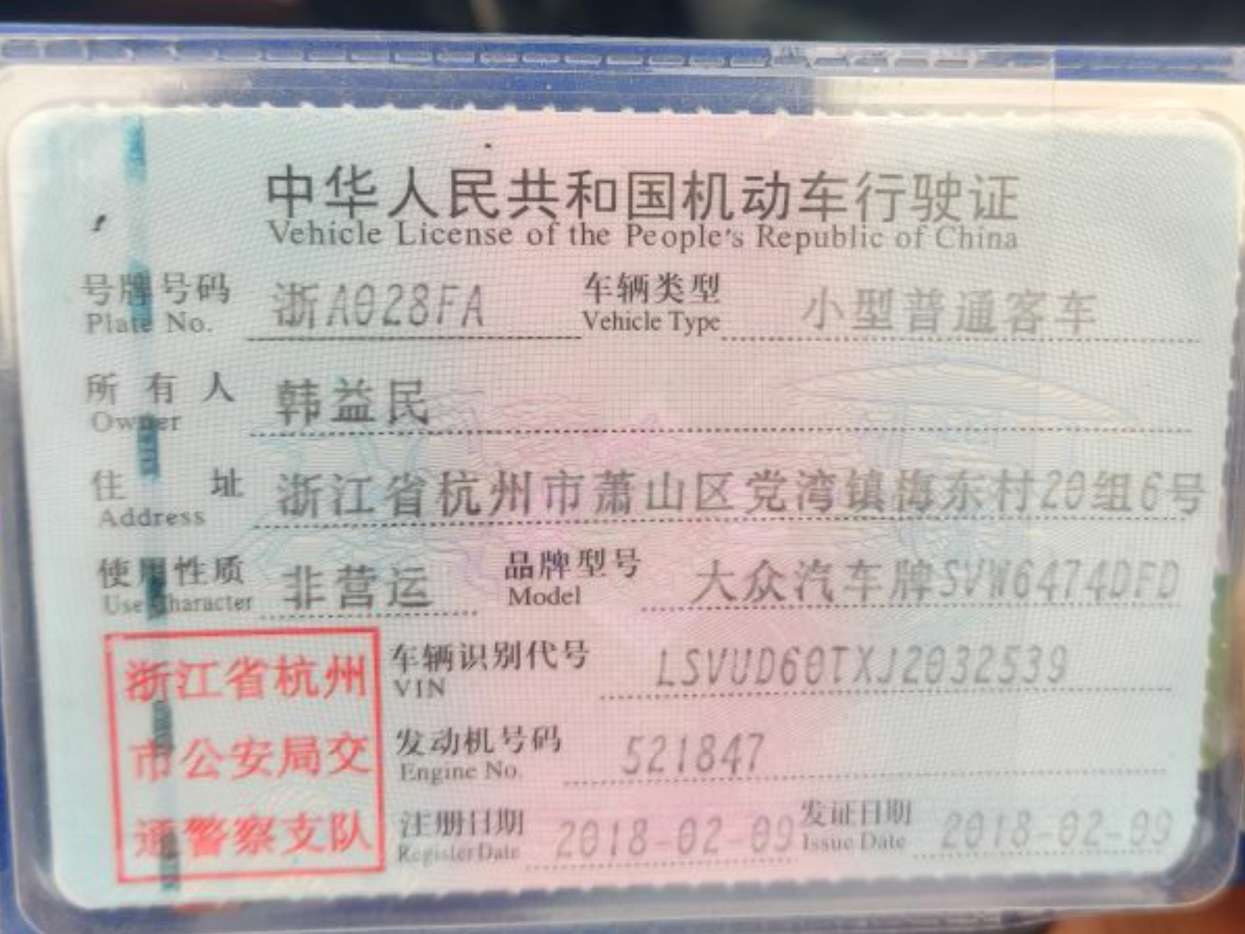 中华人民共和国机动车行驶证
Vehicle License of the People's Republic of China
号牌号码 浙A028FA 车辆类型 小型普通客车
Plate No. Vehicle Type
所有人 韩益民
Owner
住址 浙江省杭州市萧山区党湾镇梅东村20组6号
Address
使用性质 非营运 品牌型号 大众汽车牌SVW6474DFD
Use Character Model
浙江省杭州 车辆识别代号 LSVUD60TXJ2032539
VIN
市公安局交 发动机号码 521847
Engine No.
通警察支队 注册日期 2018-02-09 发证日期 2018-02-09
Register Date Issue Date